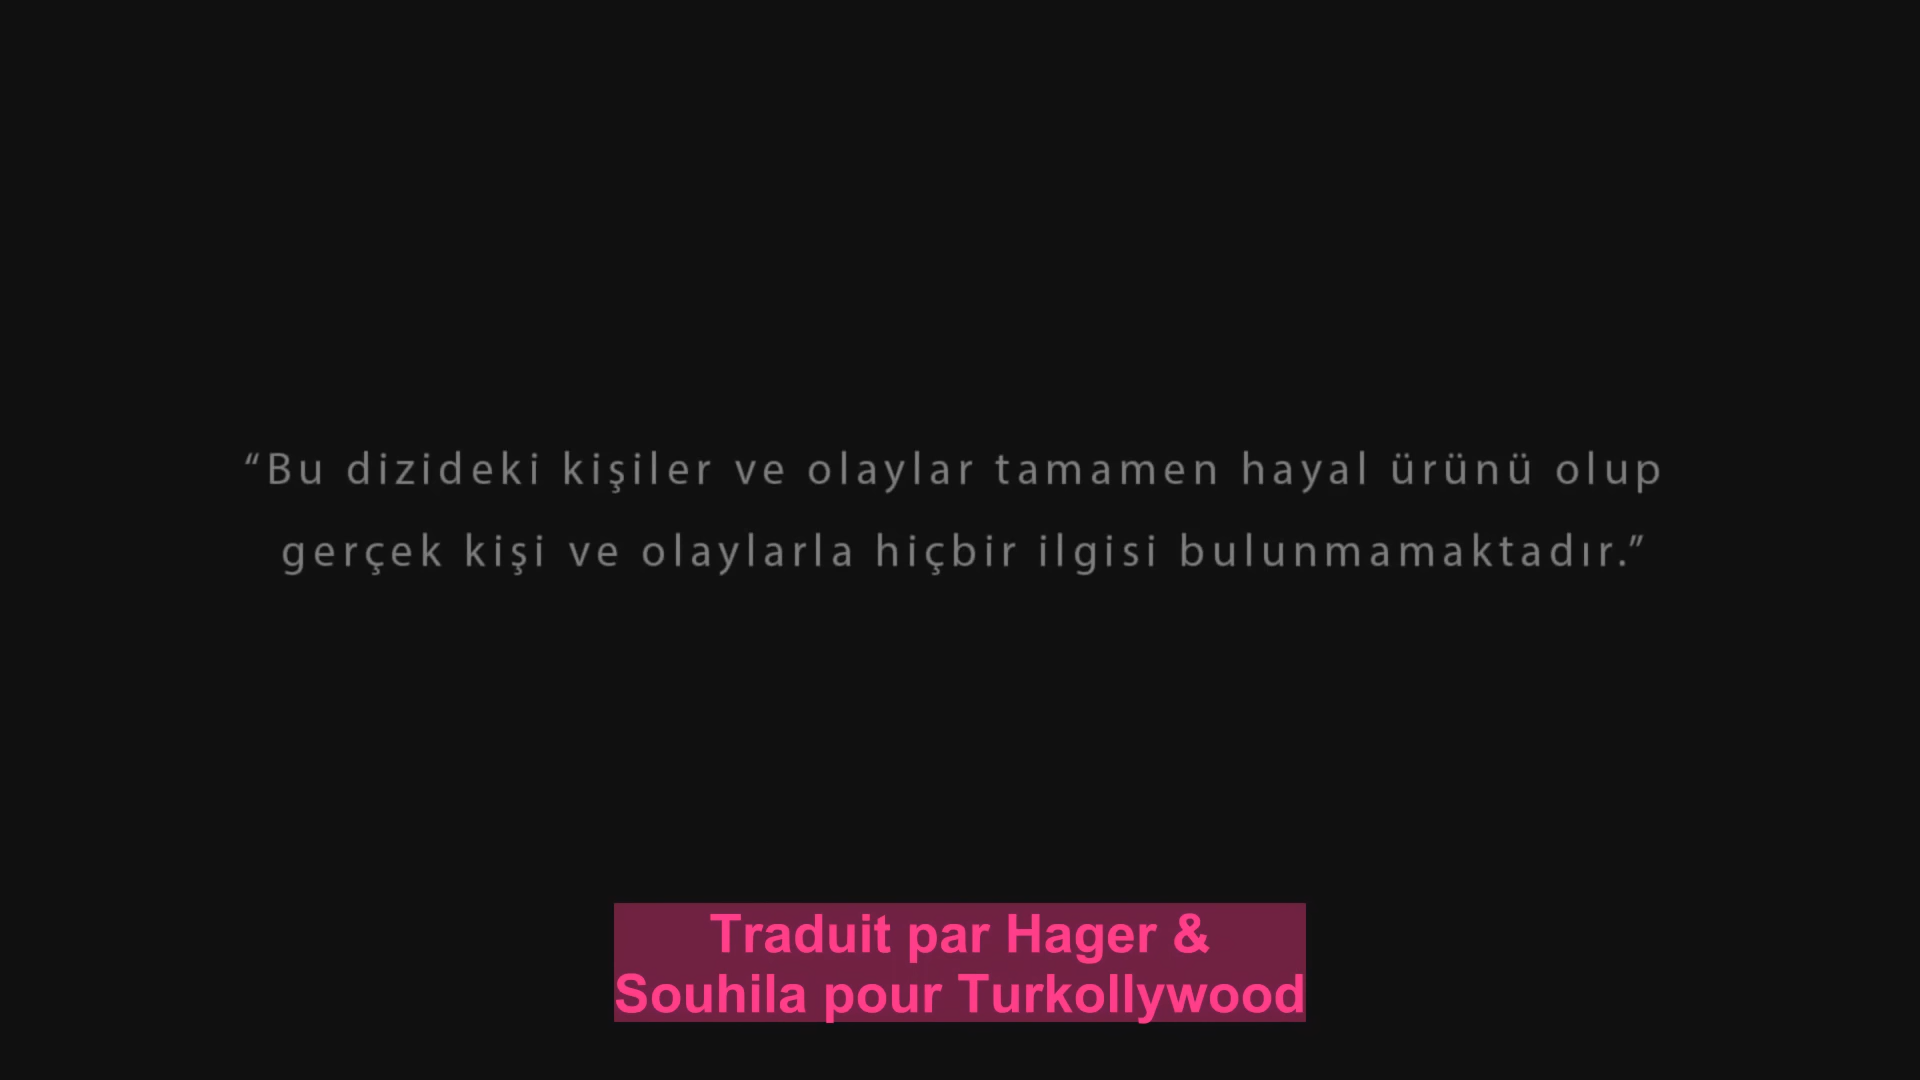 “Bu dizideki kişiler ve olaylar tamamen hayal ürünü olup
gerçek kişi ve olaylarla hiçbir ilgisi bulunmamaktadır.”
Traduit par Hager &
Souhila pour Turkollywood